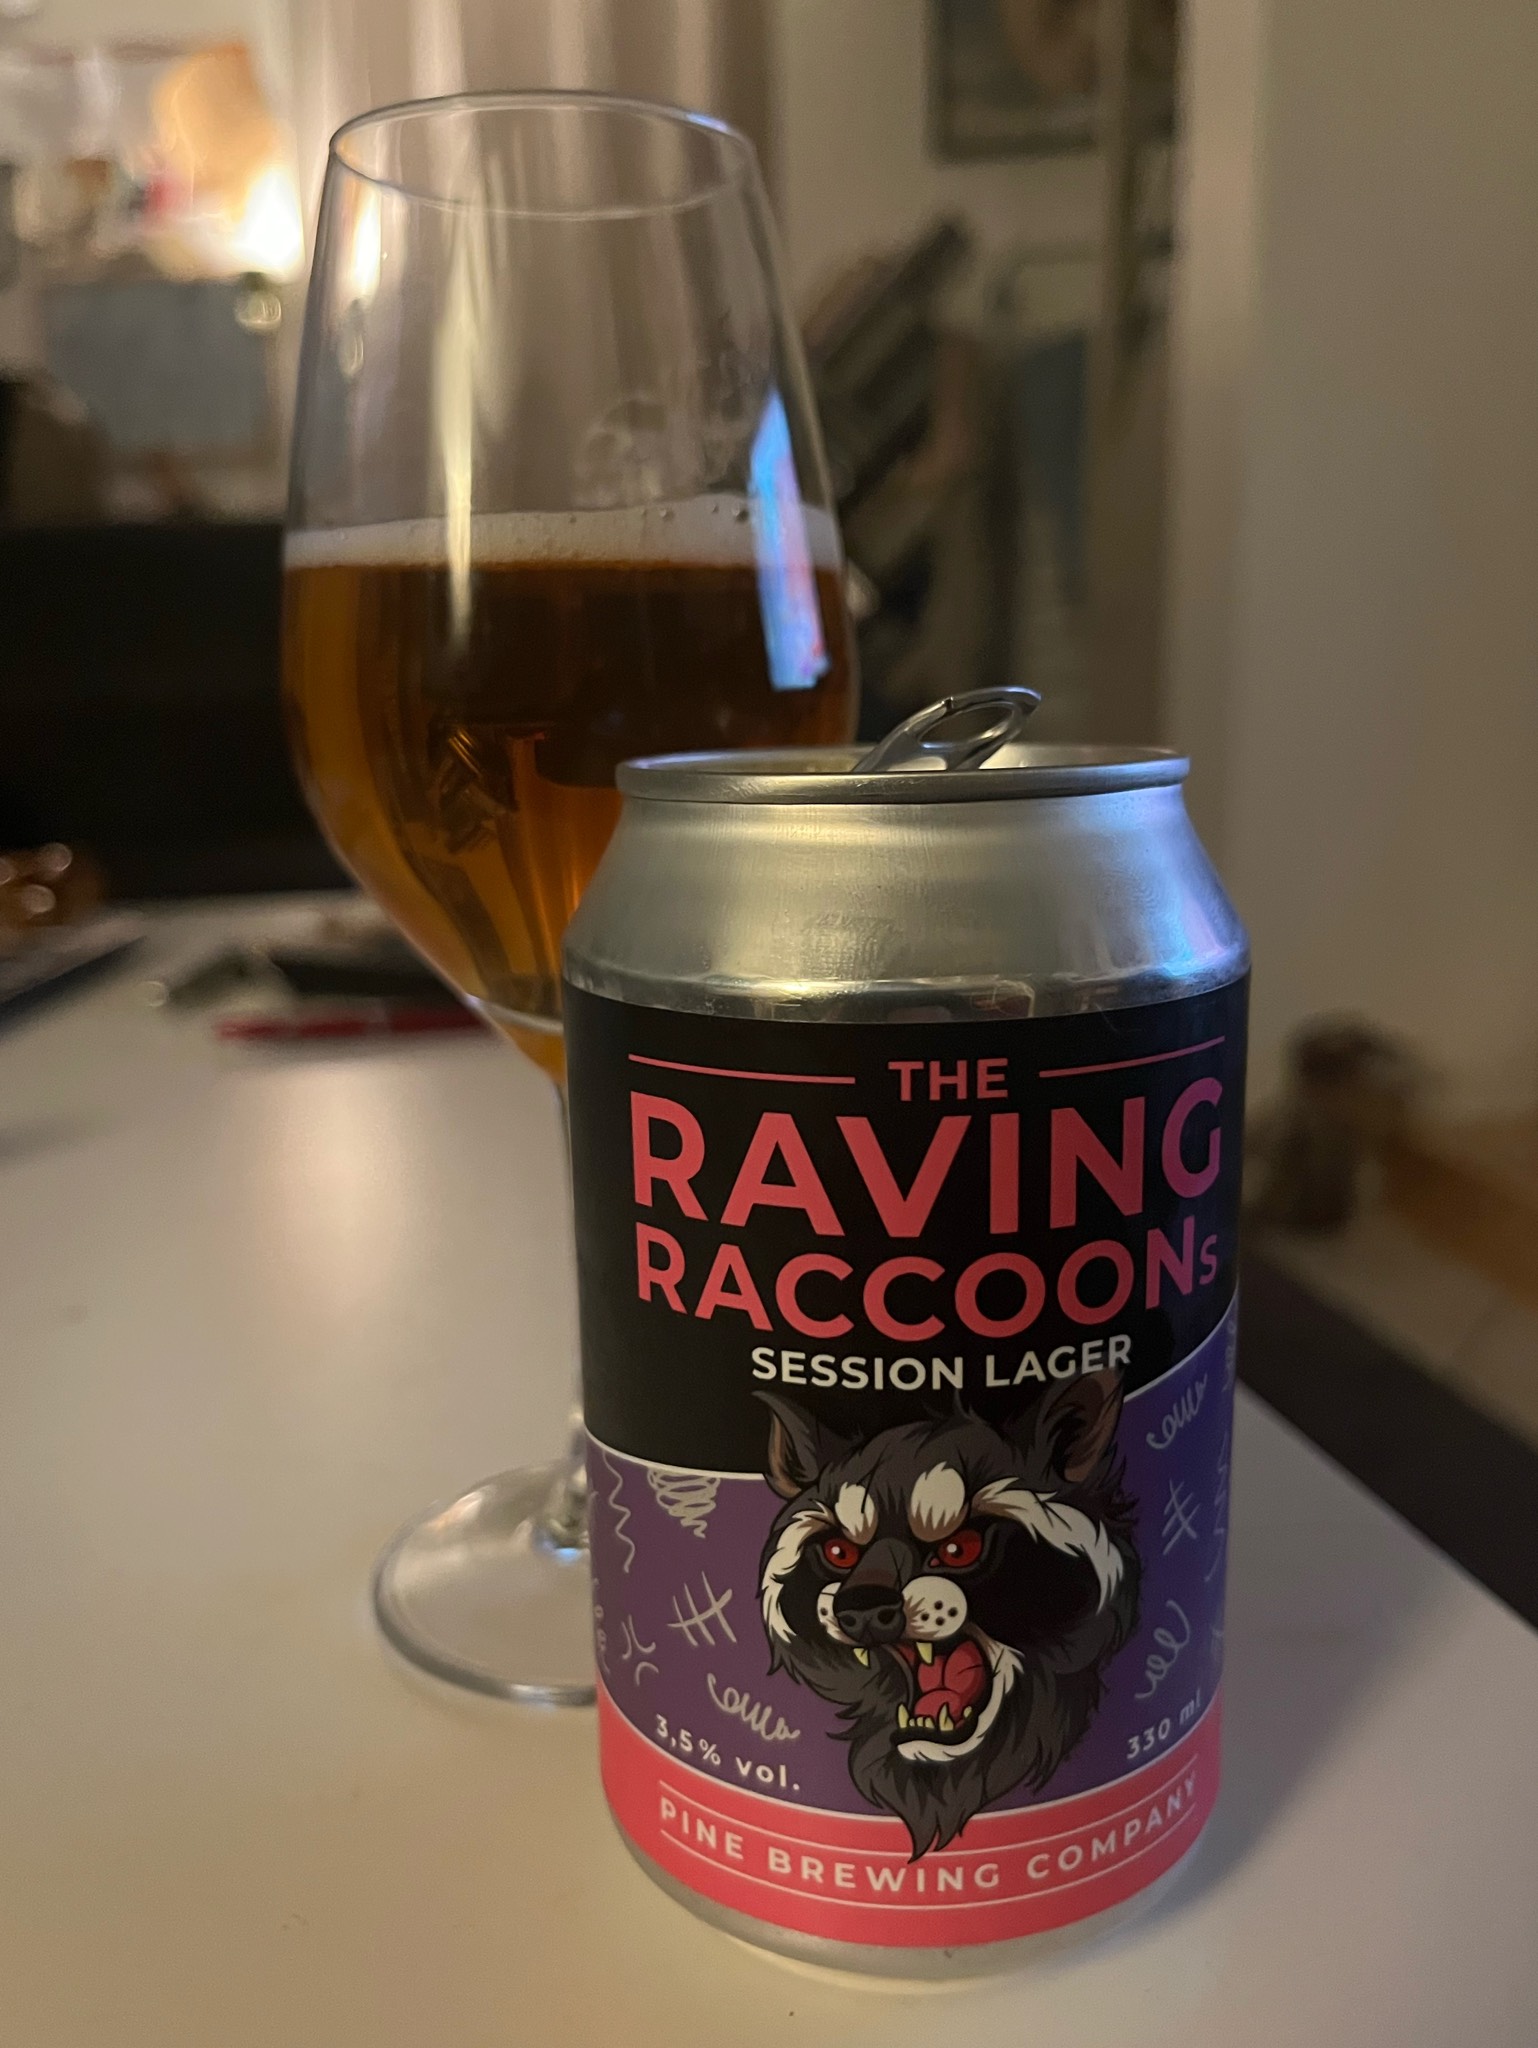 THE
RAVING
RACCOONs
SESSION LAGER
3,5% vol.
330 ml
PINE BREWING COMPANY